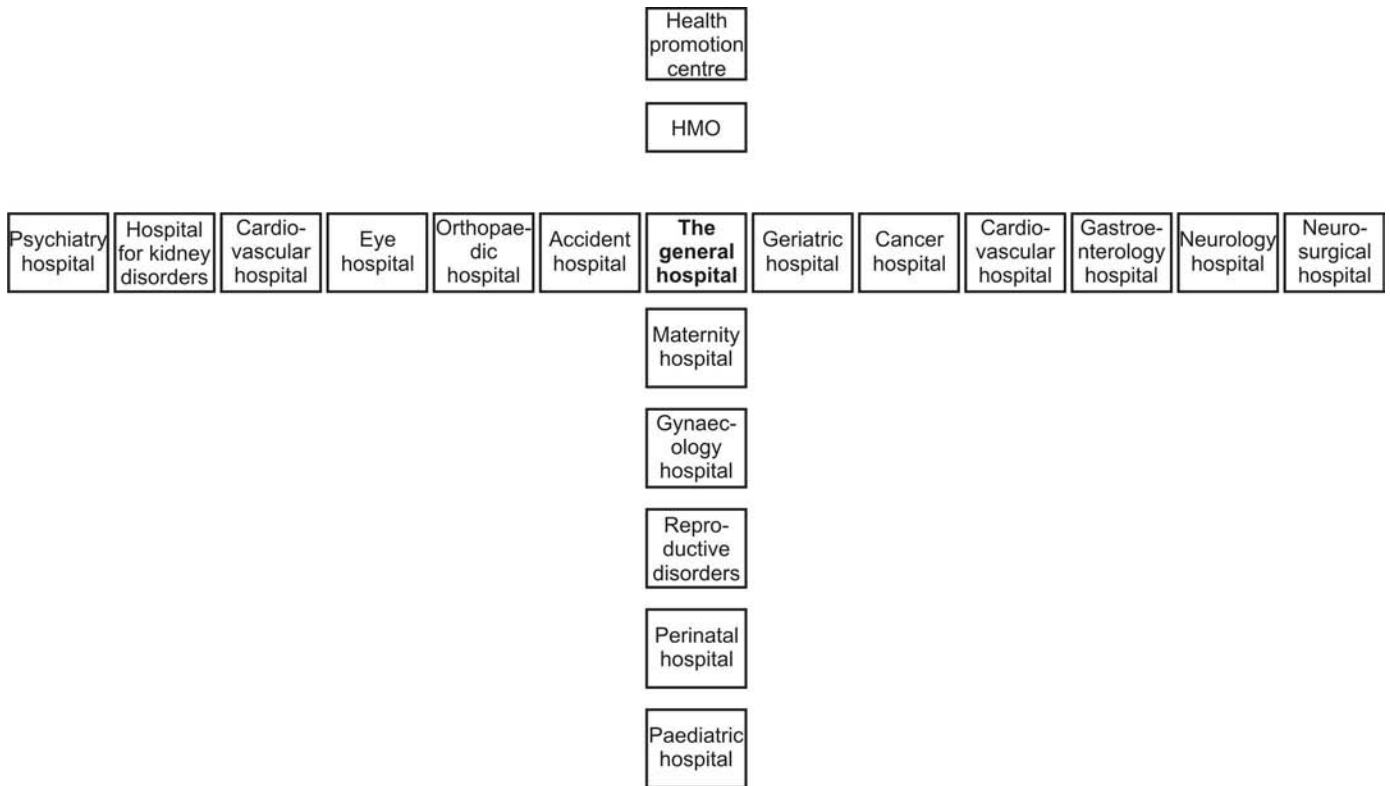 Health
promotion
centre
HMO
Psychiatry
hospital
Hospital
for kidney
disorders
Cardio-
vascular
hospital
Eye
hospital
Orthopae-
dic
hospital
Accident
hospital
The
general
hospital
Geriatric
hospital
Cancer
hospital
Cardio-
vascular
hospital
Gastroe-
nterology
hospital
Neurology
hospital
Neuro-
surgical
hospital
Maternity
hospital
Gynaec-
ology
hospital
Repro-
ductive
disorders
Perinatal
hospital
Paediatric
hospital